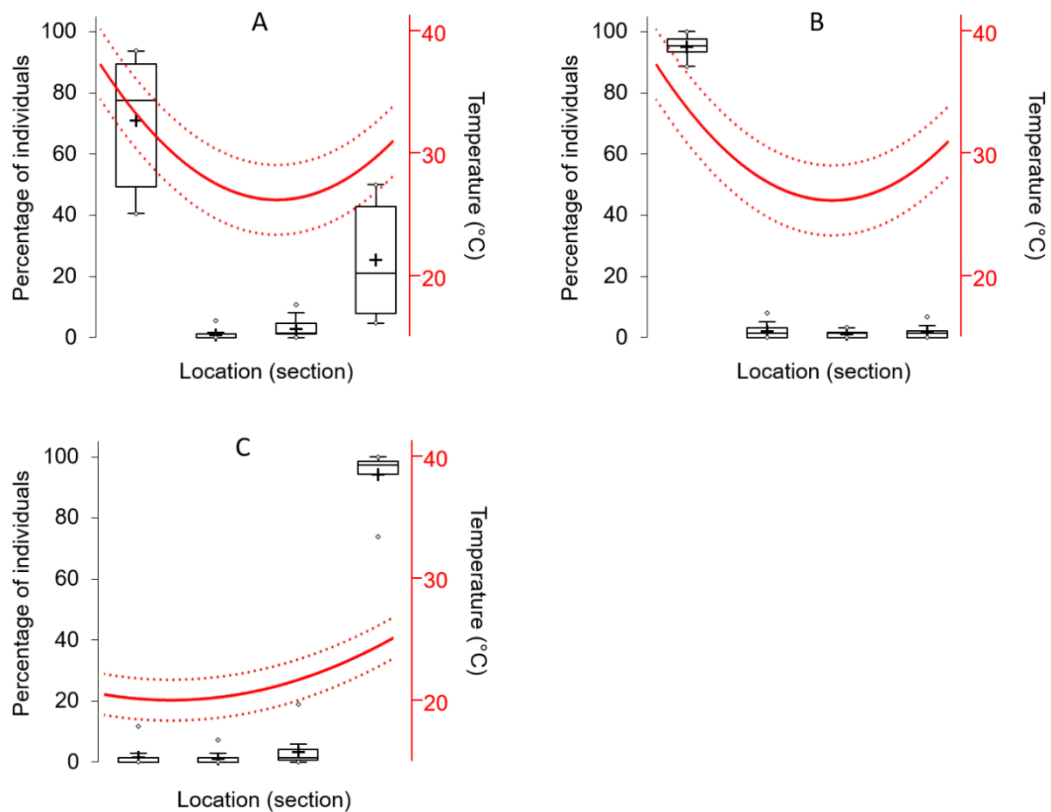 A
100
80
60
40
20
0
Percentage of individuals
40
30
20
Temperature (°C)
Location (section)
B
100
80
60
40
20
0
Percentage of individuals
40
30
20
Temperature (°C)
Location (section)
C
100
80
60
40
20
0
Percentage of individuals
40
30
20
Temperature (°C)
Location (section)